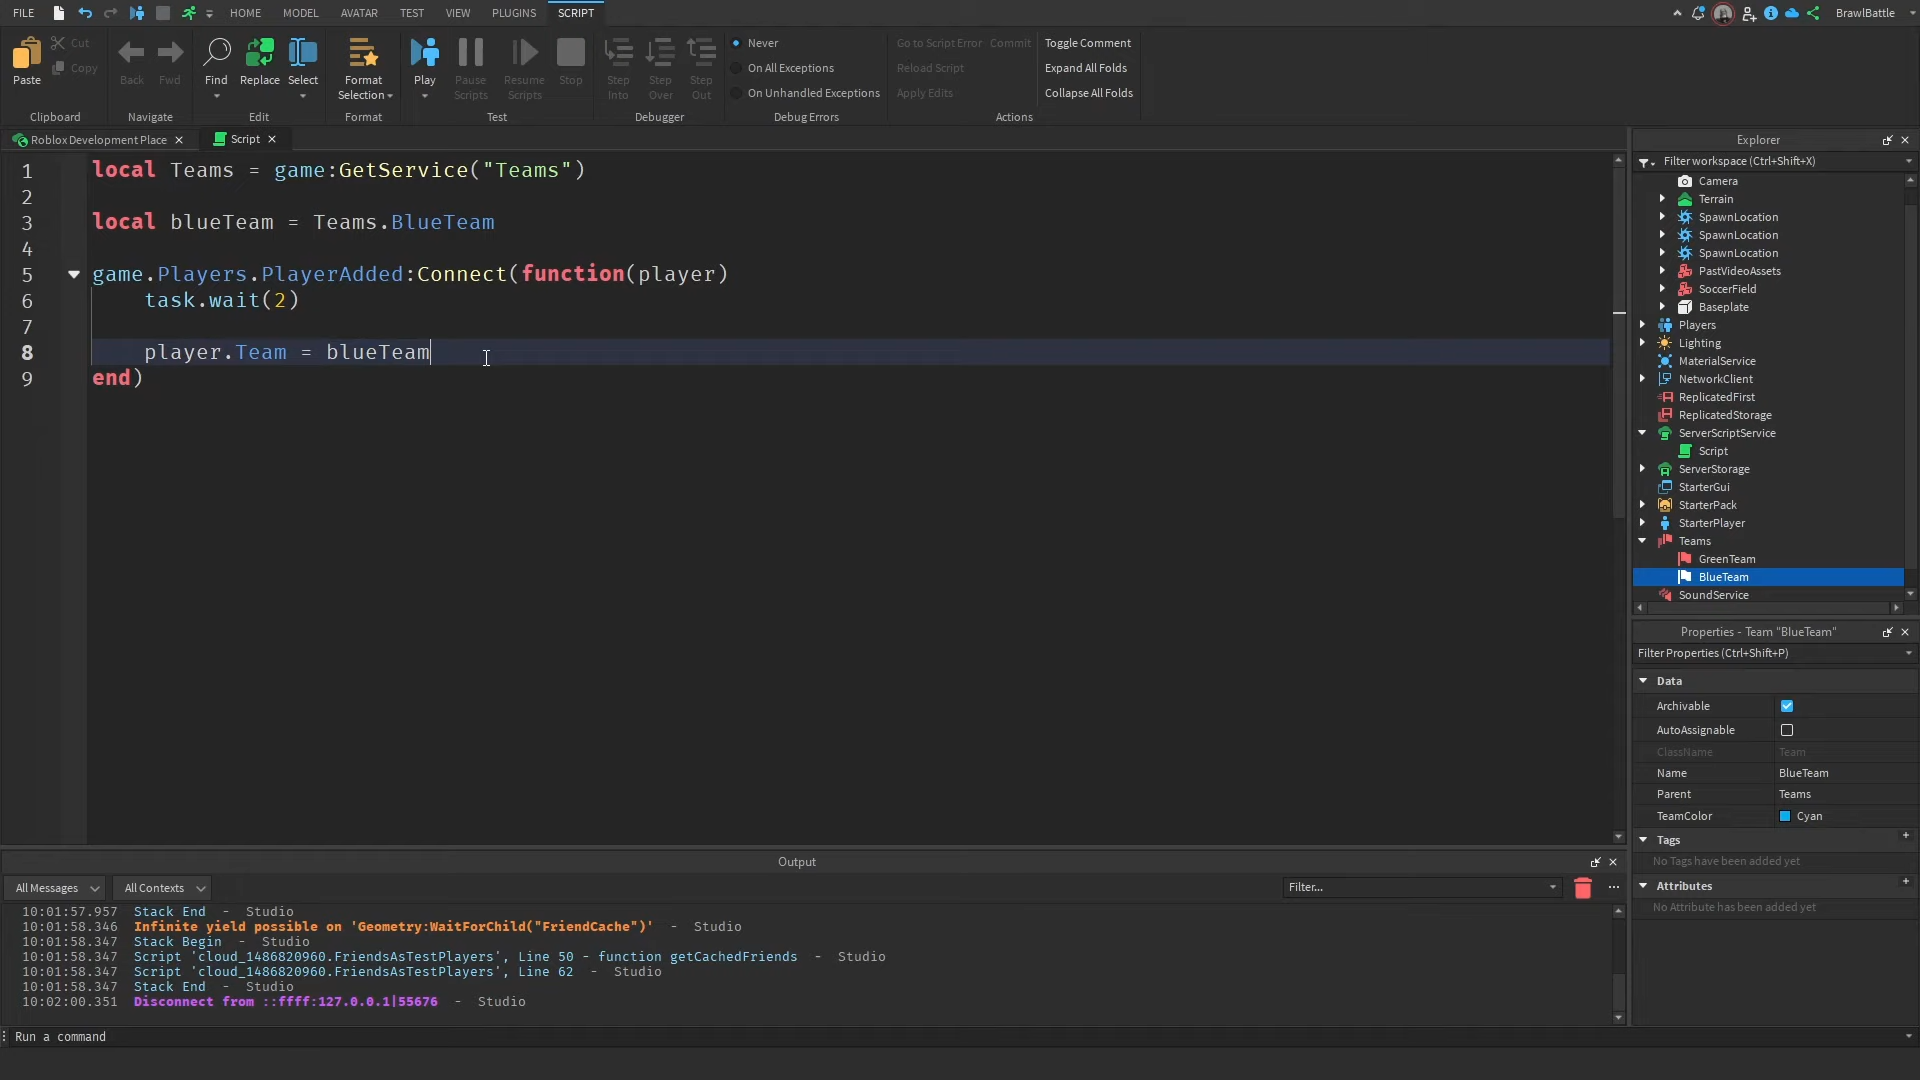 FILE HOME MODEL AVATAR TEST VIEW PLUGINS SCRIPT BrawlBattle
Paste Cut Copy Back Fwd Find Replace Select Format Selection Play Pause Scripts Resume Scripts Stop Step Into Step Over Step Out
Never
On All Exceptions
On Unhandled Exceptions
Go to Script Error Commit
Reload Script
Apply Edits
Toggle Comment
Expand All Folds
Collapse All Folds
Clipboard Navigate Edit Format Test Debugger Debug Errors Actions
Roblox Development Place Script
1 local Teams = game:GetService("Teams")
2
3 local blueTeam = Teams.BlueTeam
4
5 game.Players.PlayerAdded:Connect(function(player)
6 task.wait(2)
7
8 player.Team = blueTeam
9 end)
Explorer
Filter workspace (Ctrl+Shift+X)
Camera
Terrain
SpawnLocation
SpawnLocation
SpawnLocation
PastVideoAssets
SoccerField
Baseplate
Players
Lighting
MaterialService
NetworkClient
ReplicatedFirst
ReplicatedStorage
ServerScriptService
Script
ServerStorage
StarterGui
StarterPack
StarterPlayer
Teams
GreenTeam
BlueTeam
SoundService
Properties - Team "BlueTeam"
Filter Properties (Ctrl+Shift+P)
Data
Archivable
AutoAssignable
ClassName Team
Name BlueTeam
Parent Teams
TeamColor Cyan
Tags +
No Tags have been added yet
Attributes +
No Attribute has been added yet
Output
All Messages All Contexts Filter... ...
10:01:57.957 Stack End - Studio
10:01:58.346 Infinite yield possible on 'Geometry:WaitForChild("FriendCache")' - Studio
10:01:58.347 Stack Begin - Studio
10:01:58.347 Script 'cloud_1486820960.FriendsAsTestPlayers', Line 50 - function getCachedFriends - Studio
10:01:58.347 Script 'cloud_1486820960.FriendsAsTestPlayers', Line 62 - Studio
10:01:58.347 Stack End - Studio
10:02:00.351 Disconnect from ::ffff:127.0.0.1|55676 - Studio
Run a command